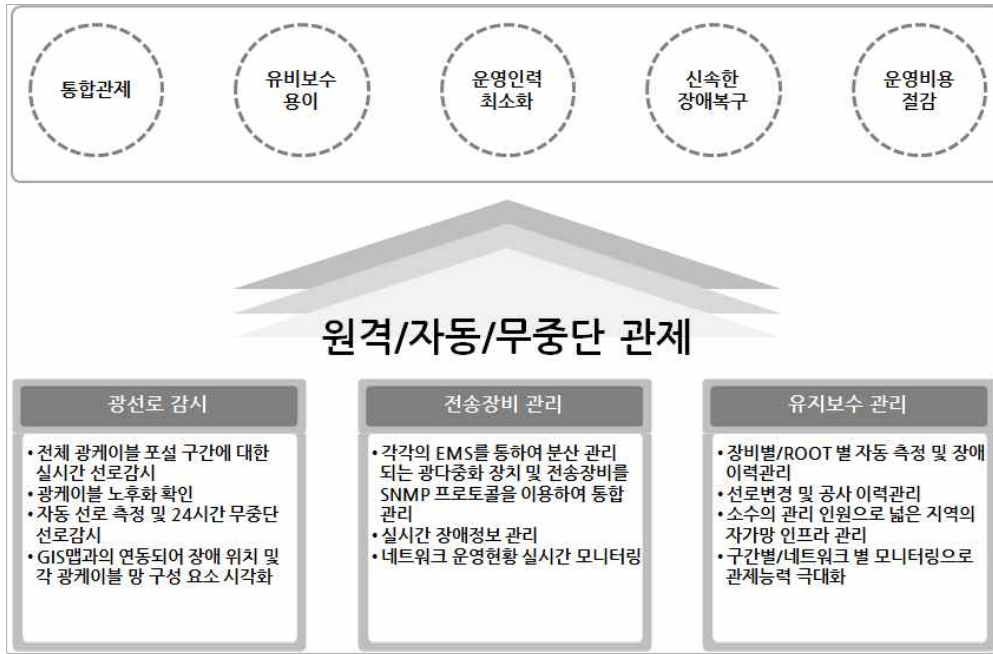 통합관제
유비보수
용이
운영인력
최소화
신속한
장애복구
운영비용
절감
원격/자동/무중단 관제
광선로 감시
• 전체 광케이블 포설 구간에 대한
실시간 선로감시
• 광케이블 노후화 확인
• 자동 선로 측정 및 24시간 무중단
선로감시
• GIS맵과의 연동되어 장애 위치 및
각 광케이블 망 구성 요소 시각화
전송장비 관리
• 각각의 EMS를 통하여 분산 관리
되는 광다중화 장치 및 전송장비를
SNMP 프로토콜을 이용하여 통합
관리
• 실시간 장애정보 관리
• 네트워크 운영현황 실시간 모니터링
유지보수 관리
• 장비별/ROOT 별 자동 측정 및 장애
이력관리
• 선로변경 및 공사 이력관리
• 소수의 관리 인원으로 넓은 지역의
자가망 인프라 관리
• 구간별/네트워크 별 모니터링으로
관제능력 극대화